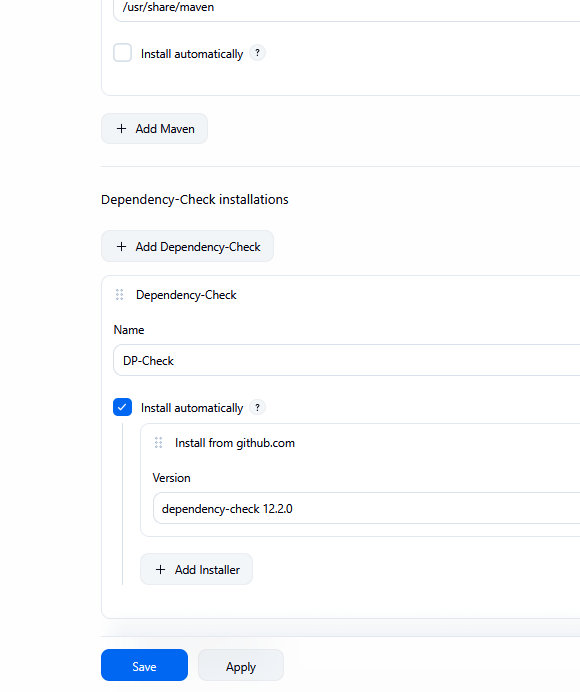 /usr/share/maven
Install automatically ?
+ Add Maven
Dependency-Check installations
+ Add Dependency-Check
Dependency-Check
Name
DP-Check
Install automatically ?
Install from github.com
Version
dependency-check 12.2.0
+ Add Installer
Save Apply